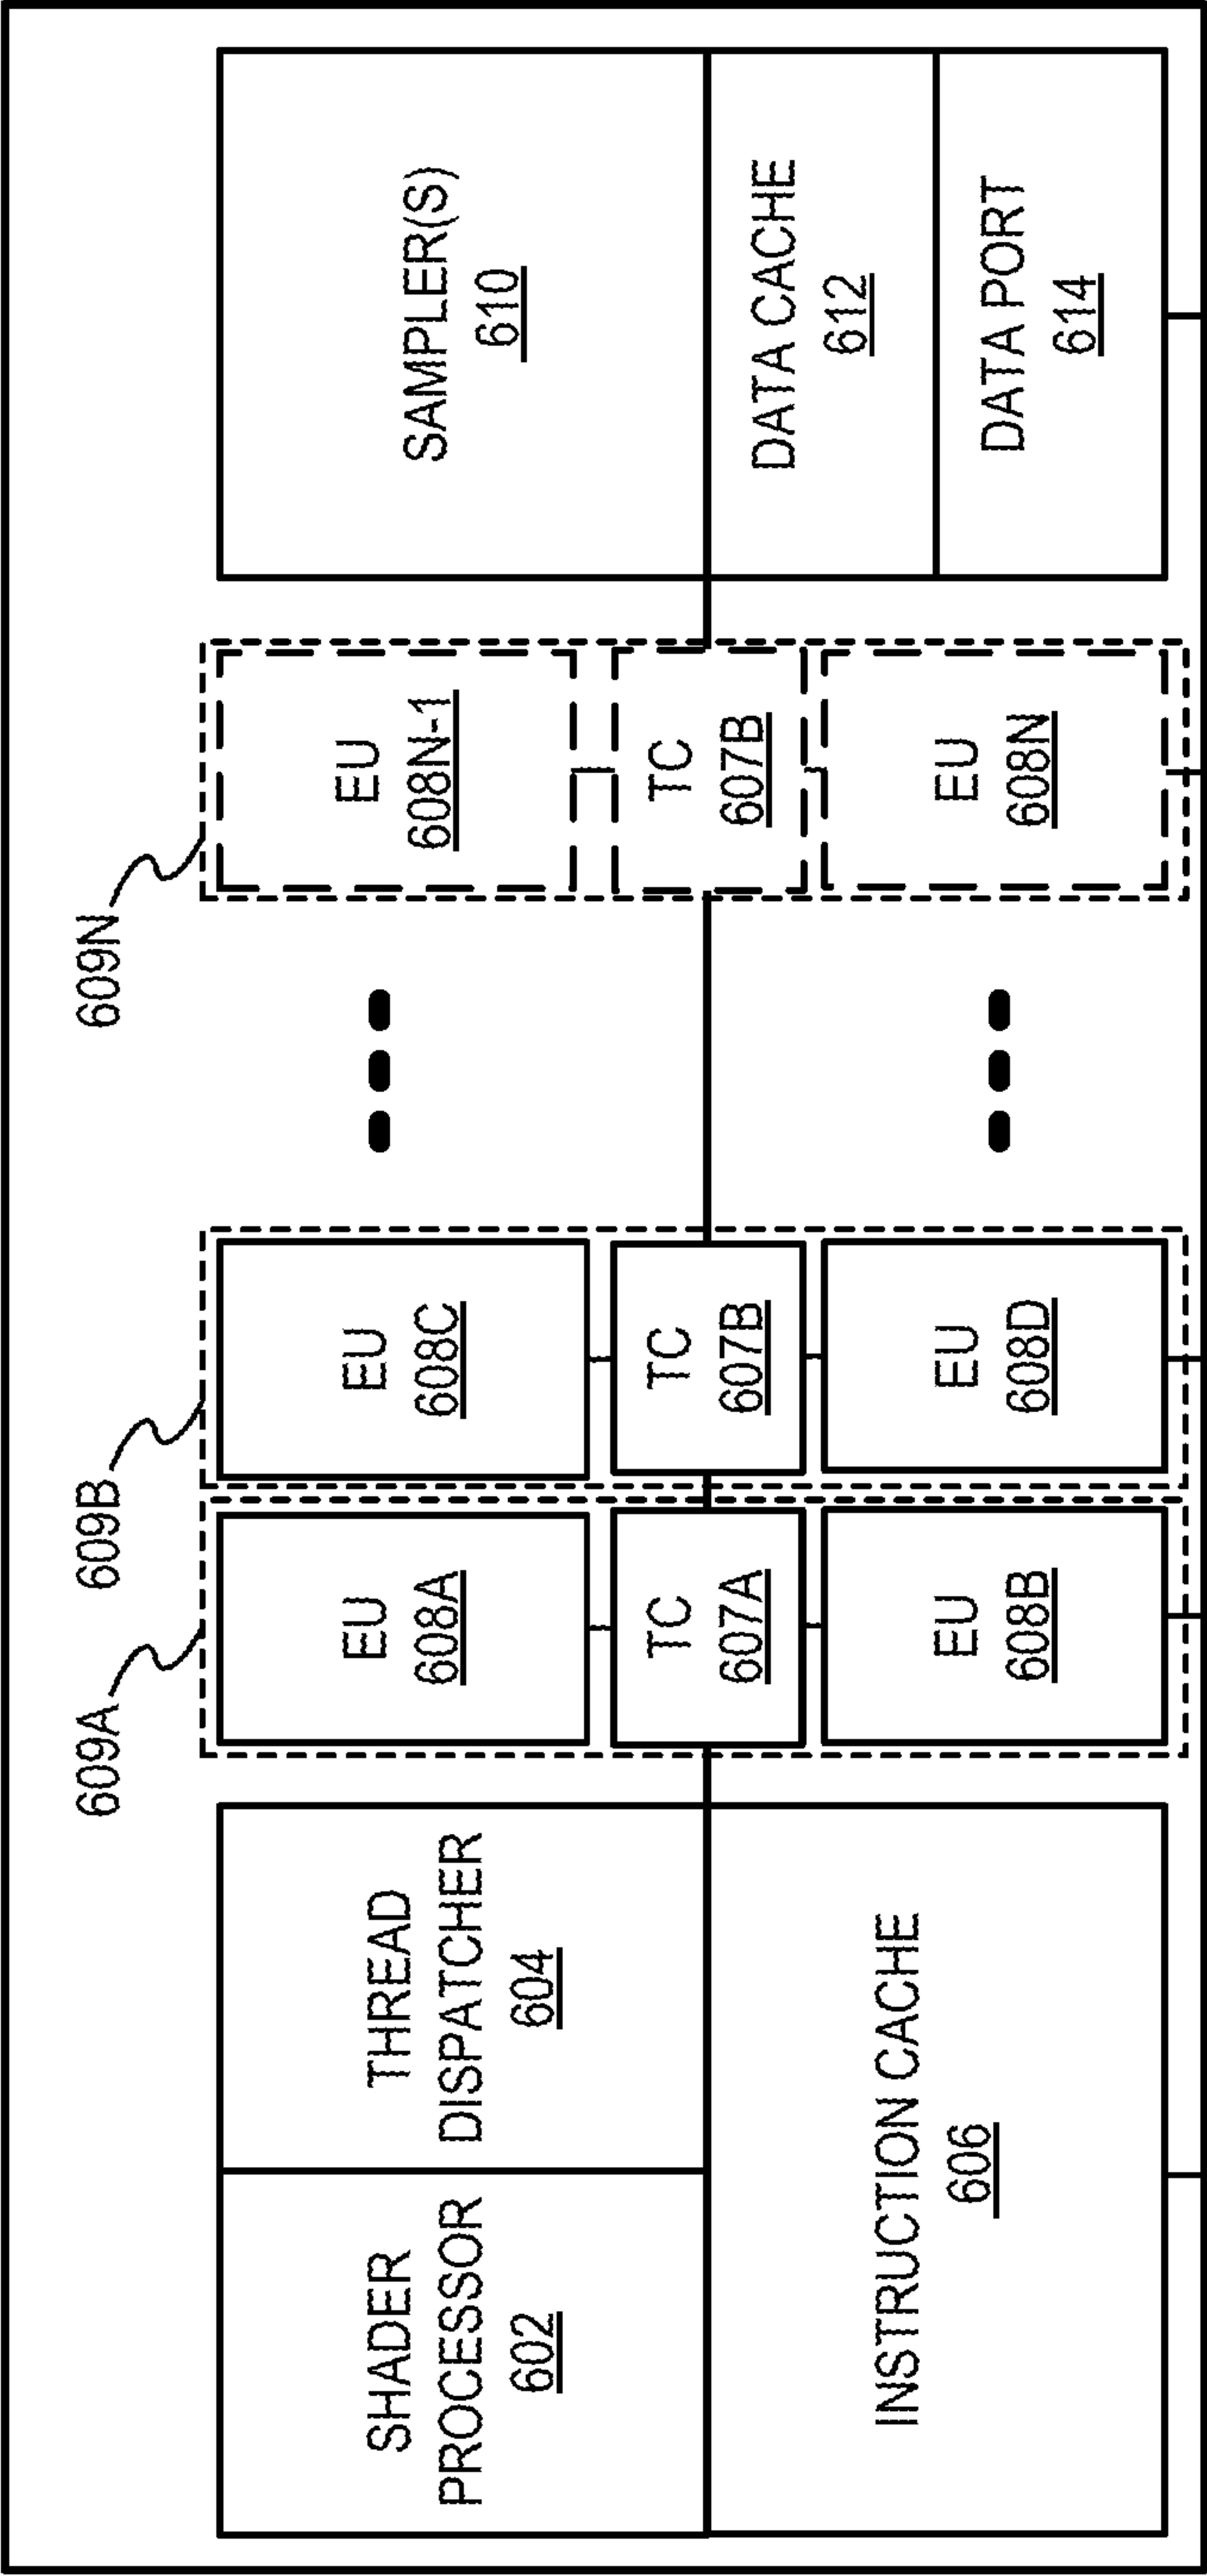 609A
609B
609N
SHADER
PROCESSOR
602
THREAD
DISPATCHER
604
INSTRUCTION CACHE
606
EU
608A
TC
607A
EU
608B
EU
608C
TC
607B
EU
608D
EU
608N-1
TC
607B
EU
608N
SAMPLER(S)
610
DATA CACHE
612
DATA PORT
614